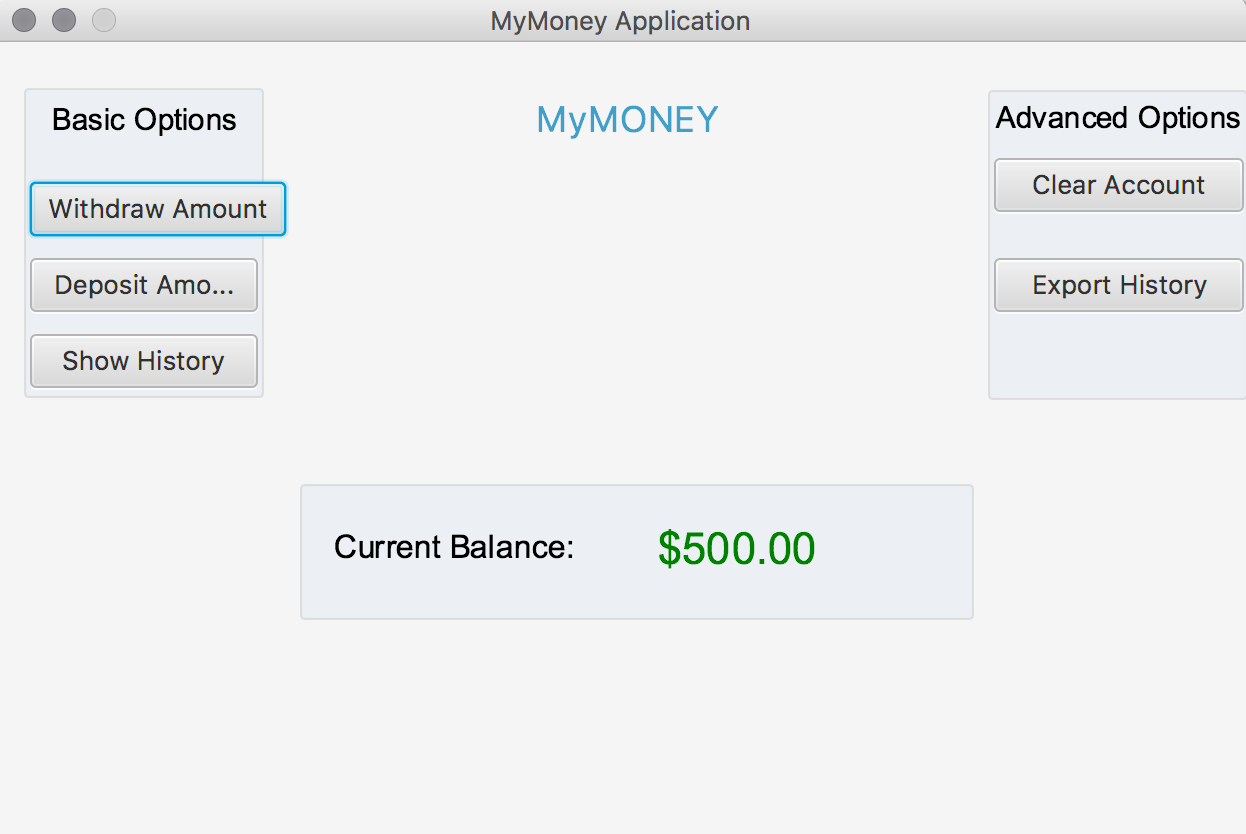 MyMoney Application
Basic Options
MyMONEY
Advanced Options
Withdraw Amount
Clear Account
Deposit Amo...
Export History
Show History
Current Balance: $500.00